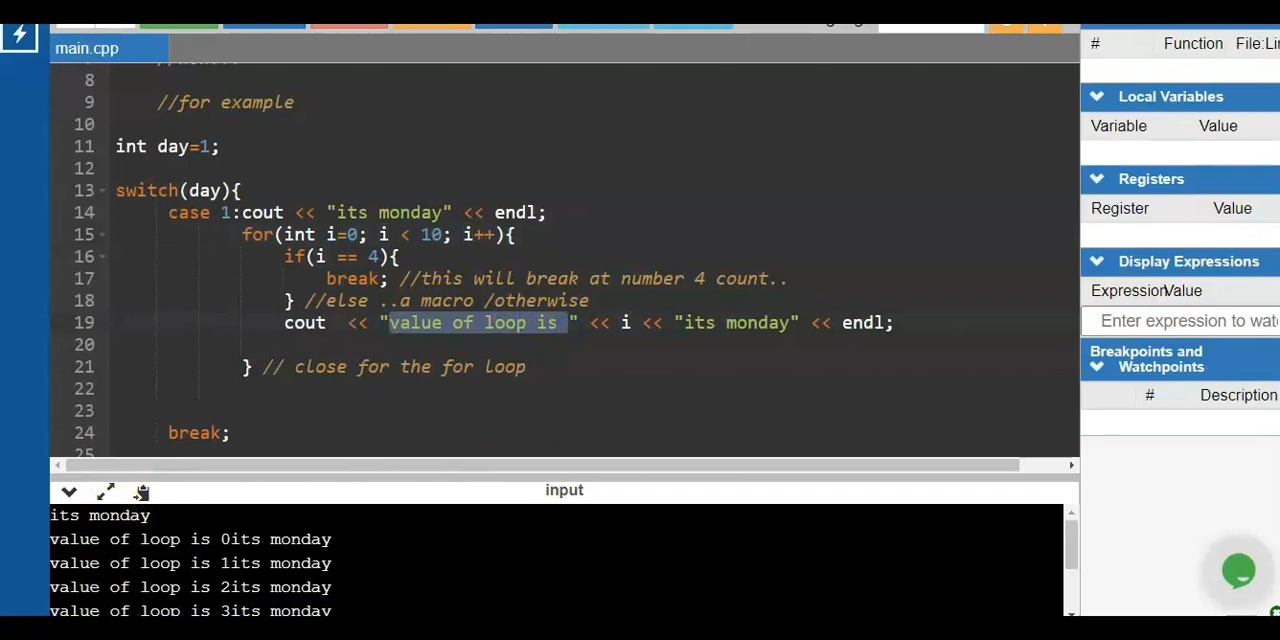 main.cpp
8
9 //for example
10
11 int day=1;
12
13 switch(day){
14 case 1:cout << "its monday" << endl;
15 for(int i=0; i < 10; i++){
16 if(i == 4){
17 break; //this will break at number 4 count..
18 } //else ..a macro /otherwise
19 cout << "value of loop is " << i << "its monday" << endl;
20
21 } // close for the for loop
22
23
24 break;
25
input
its monday
value of loop is 0its monday
value of loop is 1its monday
value of loop is 2its monday
value of loop is 3its monday
# Function File:Lin
Local Variables
Variable Value
Registers
Register Value
Display Expressions
Expression Value
Enter expression to watc
Breakpoints and
Watchpoints
# Description